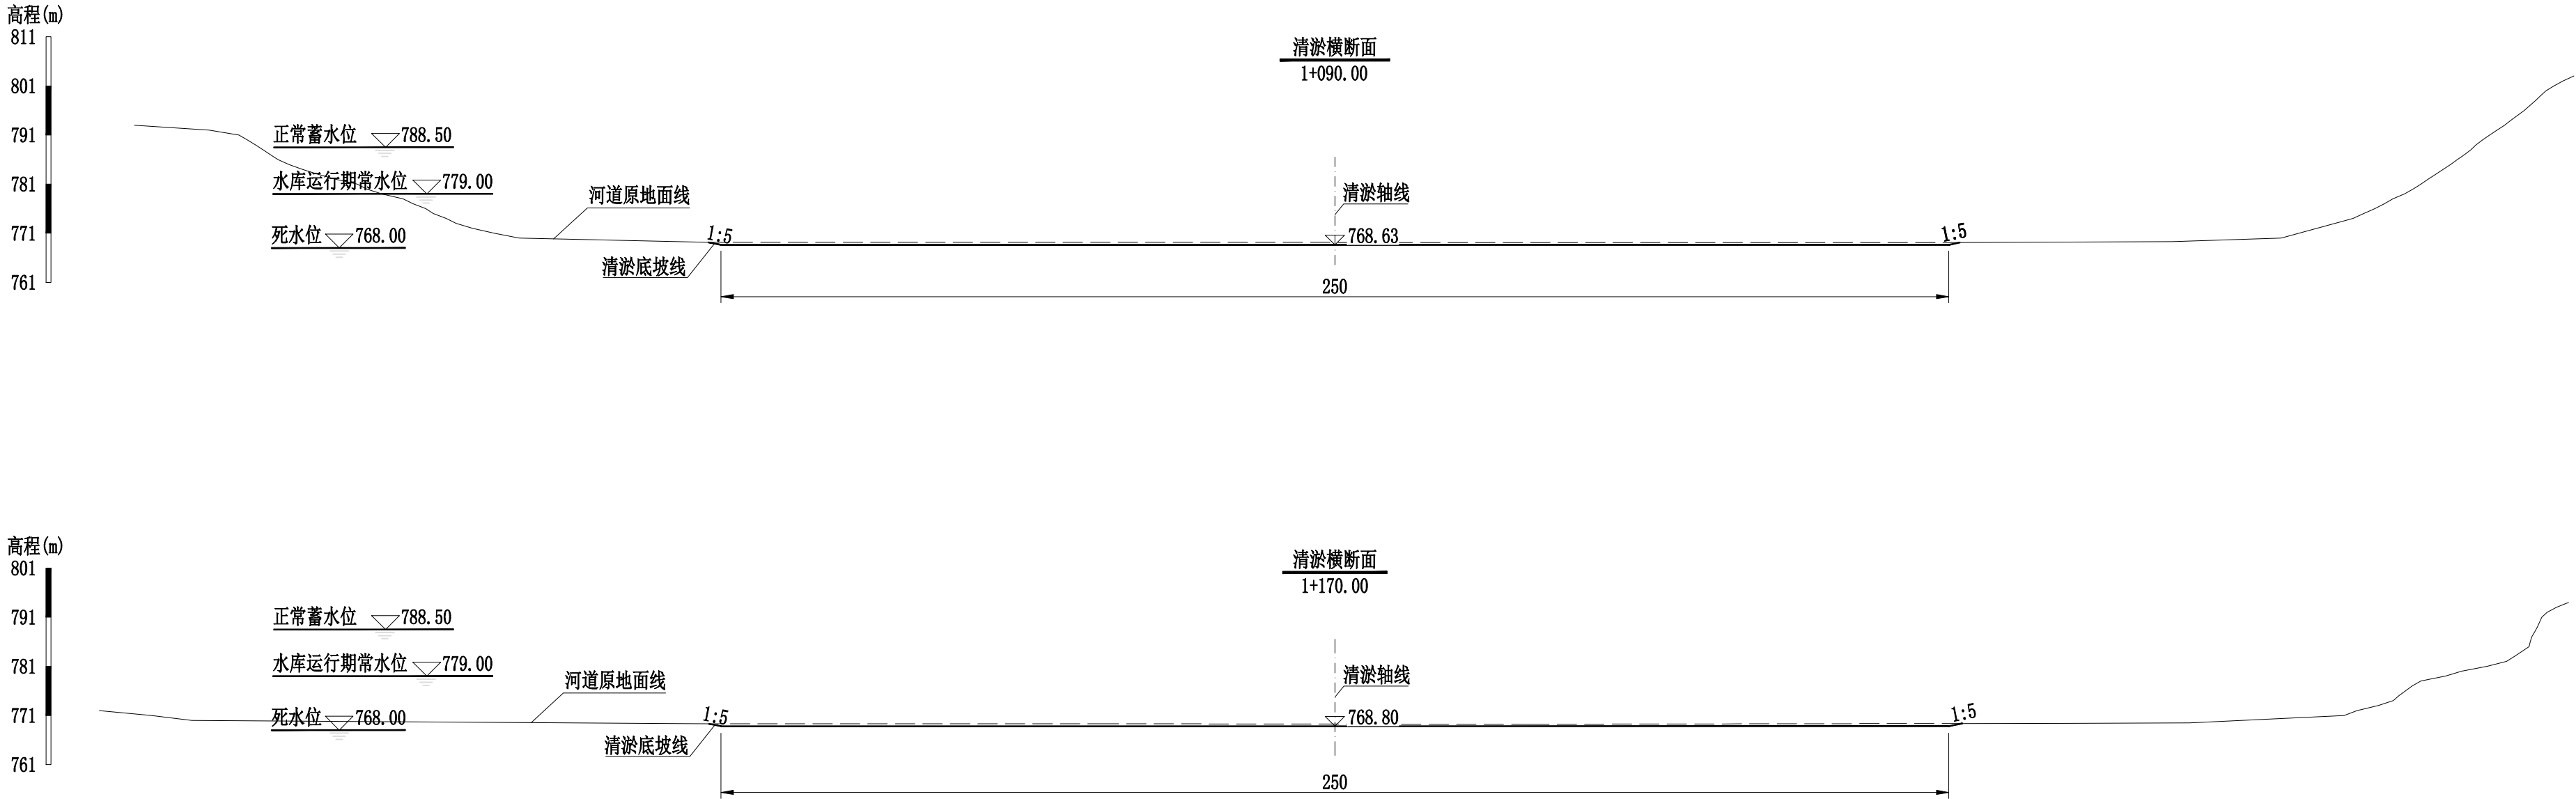 高程(m)
811
801
791
781
771
761
清淤横断面
1+090.00
正常蓄水位 788.50
水库运行期常水位 779.00
死水位 768.00
河道原地面线
清淤轴线
1:5
768.63
1:5
清淤底坡线
250
高程(m)
801
791
781
771
761
清淤横断面
1+170.00
正常蓄水位 788.50
水库运行期常水位 779.00
死水位 768.00
河道原地面线
清淤轴线
1:5
768.80
1:5
清淤底坡线
250